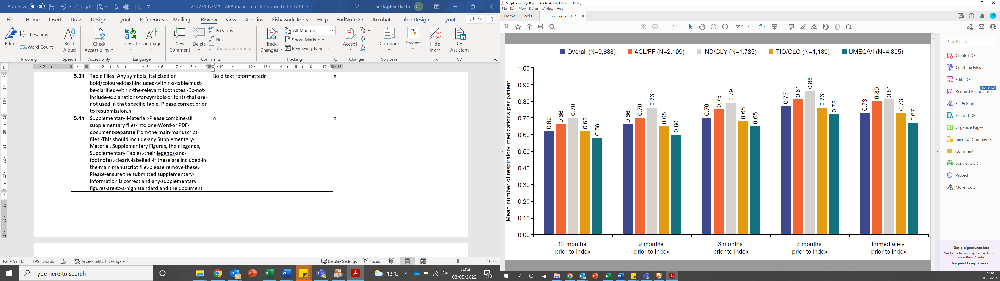 AutoSave Off
214731 LAMA-LABA manuscript_Response Letter_D0.1
Christopher Heath CH
File Home Insert Draw Design Layout References Mailings Review View Add-ins Fishawack Tools Help EndNote X7 Acrobat Table Design Layout
Editor
Thesaurus
Word Count
Proofing
Read Aloud
Speech
Check Accessibility
Accessibility
Translate
Language
Language
New Comment
Delete
Previous
Next
Show Comments
Comments
Track Changes
All Markup
Show Markup
Reviewing Pane
Tracking
Accept
Changes
Compare
Compare
Protect
Hide Ink
Ink
CV Assistant
CV
5.3¤
Table·Files:·Any·symbols,·italicized·or·
bold/coloured·text·included·within·a·table·must·
be·clarified·within·the·relevant·footnotes.·Do·not·
include·explanations·for·symbols·or·fonts·that·are·
not·used·in·that·specific·table.·Please·correct·prior·
to·resubmission.¤
Bold·text·reformatted¤
5.4¤
Supplementary·Material:·Please·combine·all·
supplementary·files·into·one·Word·or·PDF·
document·separate·from·the·main·manuscript·
files.·This·should·include·any·Supplementary·
Material,·Supplementary·Figures,·their·legends,·
Supplementary·Tables,·their·legends·and·
footnotes,·clearly·labelled.·If·these·are·included·in·
the·main·manuscript·file,·please·remove·these.·
Please·ensure·the·submitted·supplementary·
information·is·correct·and·any·supplementary·
figures·are·to·a·high·standard·and·the·document·
Page 5 of 6
1993 words
Accessibility: Investigate
Display Settings
Focus
100%
Type here to search
13°C
18:04
03/05/2022
13
Suppl Figure 2_HR.pdf - Adobe Acrobat Pro DC (32-bit)
File Edit View E-Sign Window Help
Home Tools Suppl Figure 2_HR.... ×
1 / 1
220%
Overall (N=9,888) ACL/FF (N=2,109) IND/GLY (N=1,785) TIO/OLO (N=1,189) UMEC/VI (N=4,805)
Mean number of respiratory medications per patient
1.00
0.90
0.80
0.70
0.60
0.50
0.40
0.30
0.20
0.10
0.00
0.62 0.66 0.70 0.62 0.58
0.66 0.70 0.76 0.65 0.60
0.70 0.75 0.79 0.68 0.65
0.77 0.81 0.86 0.76 0.72
0.73 0.80 0.81 0.73 0.67
12 months
prior to index
9 months
prior to index
6 months
prior to index
3 months
prior to index
Immediately
prior to index
Search tools
Create PDF
Combine Files
Edit PDF
FEATURED
Request E-signatures
Fill & Sign
Export PDF
Organize Pages
Send for Comments
Comment
Scan & OCR
Protect
More Tools
Get e-signatures fast
Send PDFs for signing. Recipients sign
online without Acrobat.
Request E-signatures
18:04
03/05/2022